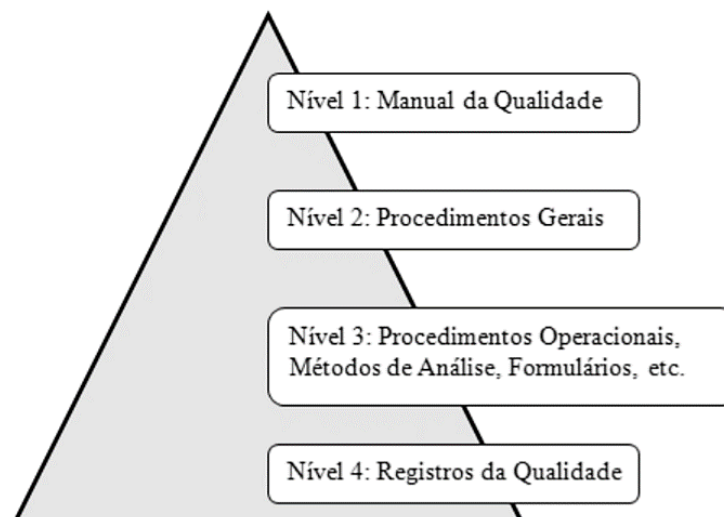 Nível 1: Manual da Qualidade
Nível 2: Procedimentos Gerais
Nível 3: Procedimentos Operacionais,
Métodos de Análise, Formulários, etc.
Nível 4: Registros da Qualidade